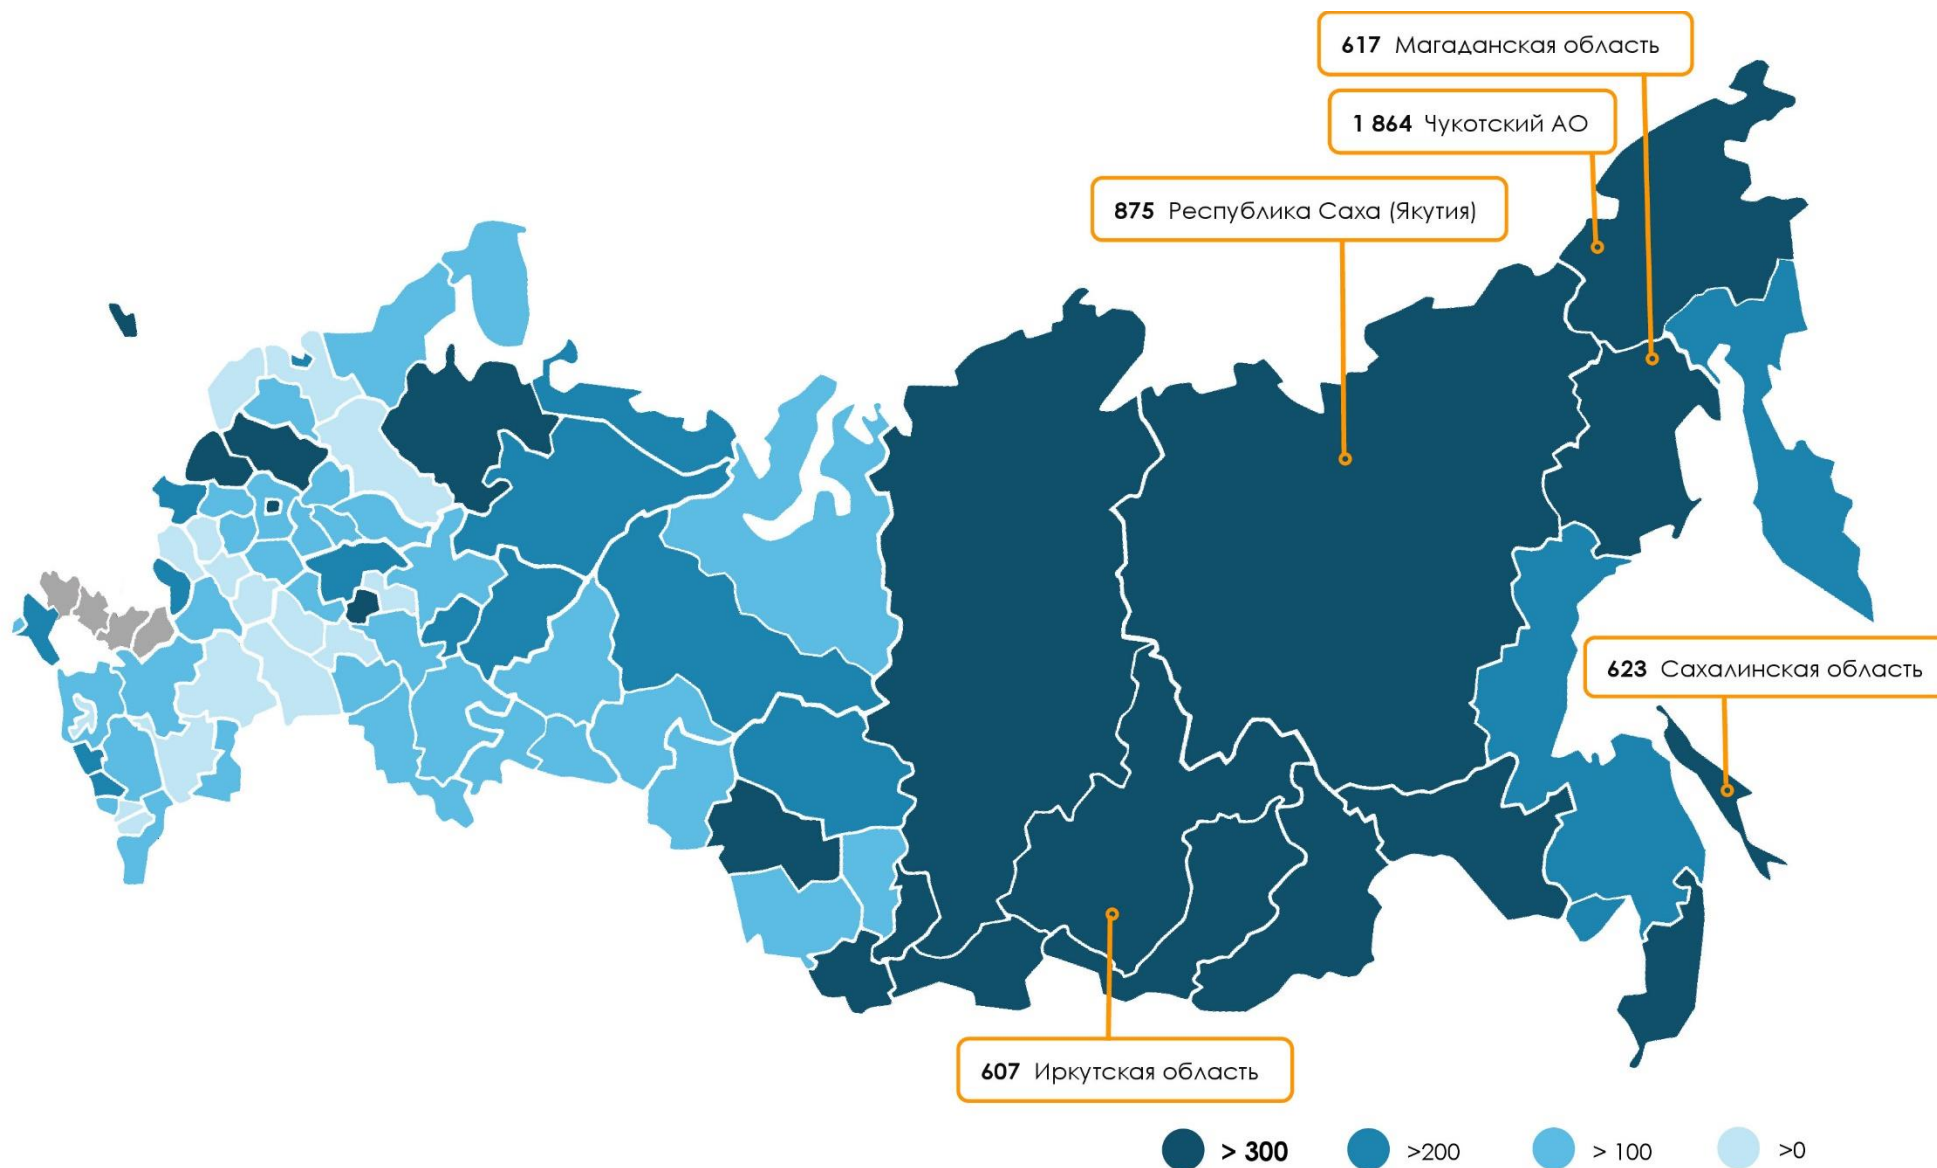 617 Магаданская область
1 864 Чукотский АО
875 Республика Саха (Якутия)
623 Сахалинская область
607 Иркутская область
> 300
>200
> 100
>0